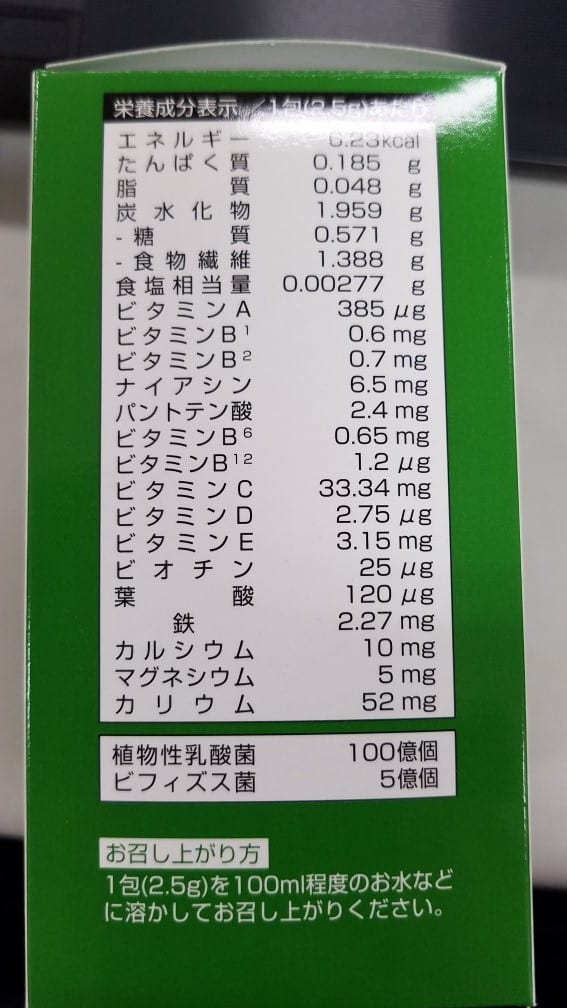 栄養成分表示／1包(2.5g)あたり
エネルギー 6.23kcal
たんぱく質 0.185 g
脂質 0.048 g
炭水化物 1.959 g
- 糖質 0.571 g
- 食物繊維 1.388 g
食塩相当量 0.00277 g
ビタミンA 385 μg
ビタミンB1 0.6 mg
ビタミンB2 0.7 mg
ナイアシン 6.5 mg
パントテン酸 2.4 mg
ビタミンB6 0.65 mg
ビタミンB12 1.2 μg
ビタミンC 33.34 mg
ビタミンD 2.75 μg
ビタミンE 3.15 mg
ビオチン 25 μg
葉酸 120 μg
鉄 2.27 mg
カルシウム 10 mg
マグネシウム 5 mg
カリウム 52 mg
植物性乳酸菌 100億個
ビフィズス菌 5億個
お召し上がり方
1包(2.5g)を100ml程度のお水など
に溶かしてお召し上がりください。